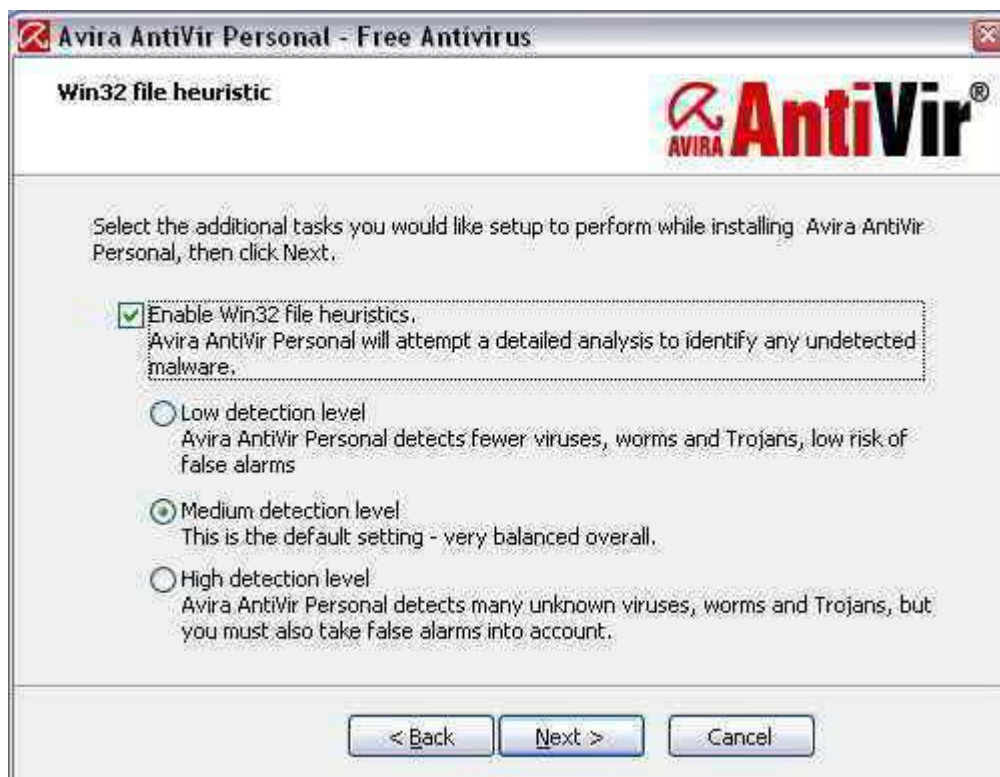 Avira AntiVir Personal - Free Antivirus
Win32 file heuristic
AVIRA AntiVir®
Select the additional tasks you would like setup to perform while installing Avira AntiVir
Personal, then click Next.
Enable Win32 file heuristics.
Avira AntiVir Personal will attempt a detailed analysis to identify any undetected
malware.
Low detection level
Avira AntiVir Personal detects fewer viruses, worms and Trojans, low risk of
false alarms
Medium detection level
This is the default setting - very balanced overall.
High detection level
Avira AntiVir Personal detects many unknown viruses, worms and Trojans, but
you must also take false alarms into account.
< Back Next > Cancel